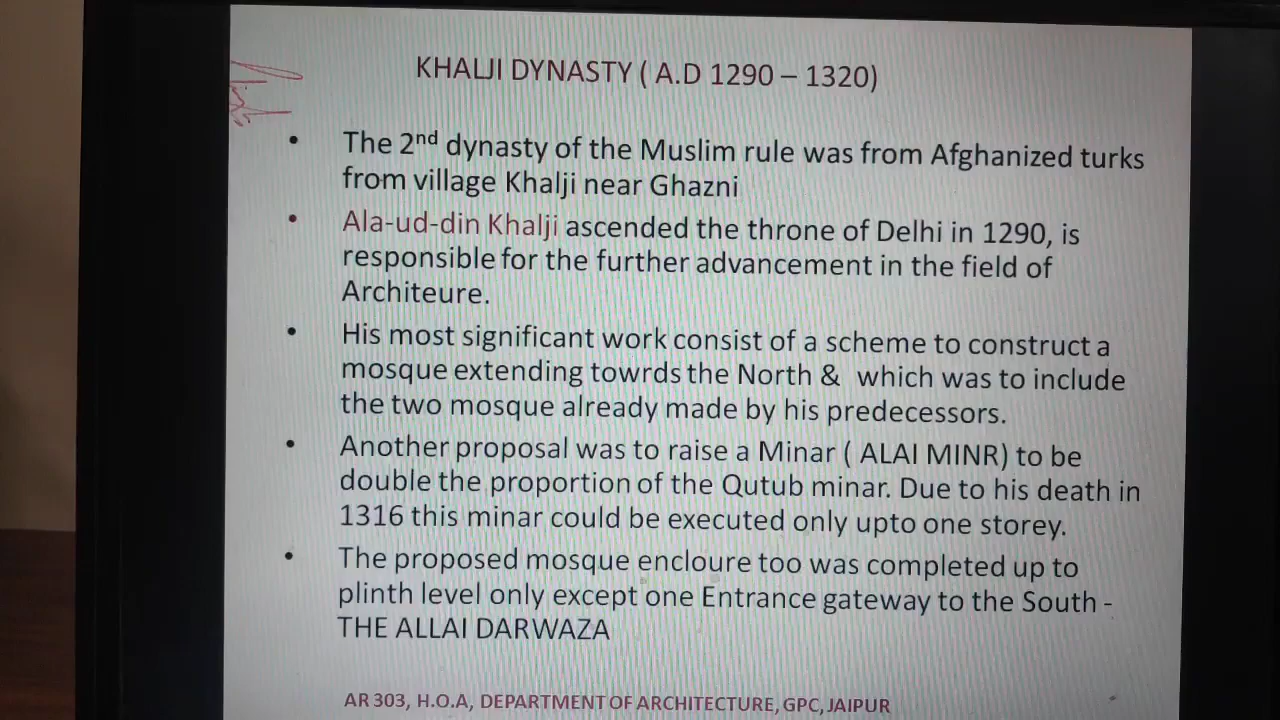 KHALJI DYNASTY ( A.D 1290 – 1320)
• The 2nd dynasty of the Muslim rule was from Afghanized turks
from village Khalji near Ghazni
• Ala-ud-din Khalji ascended the throne of Delhi in 1290, is
responsible for the further advancement in the field of
Architeure.
• His most significant work consist of a scheme to construct a
mosque extending towrds the North & which was to include
the two mosque already made by his predecessors.
• Another proposal was to raise a Minar ( ALAI MINR) to be
double the proportion of the Qutub minar. Due to his death in
1316 this minar could be executed only upto one storey.
• The proposed mosque encloure too was completed up to
plinth level only except one Entrance gateway to the South -
THE ALLAI DARWAZA
AR 303, H.O.A, DEPARTMENT OF ARCHITECTURE, GPC, JAIPUR